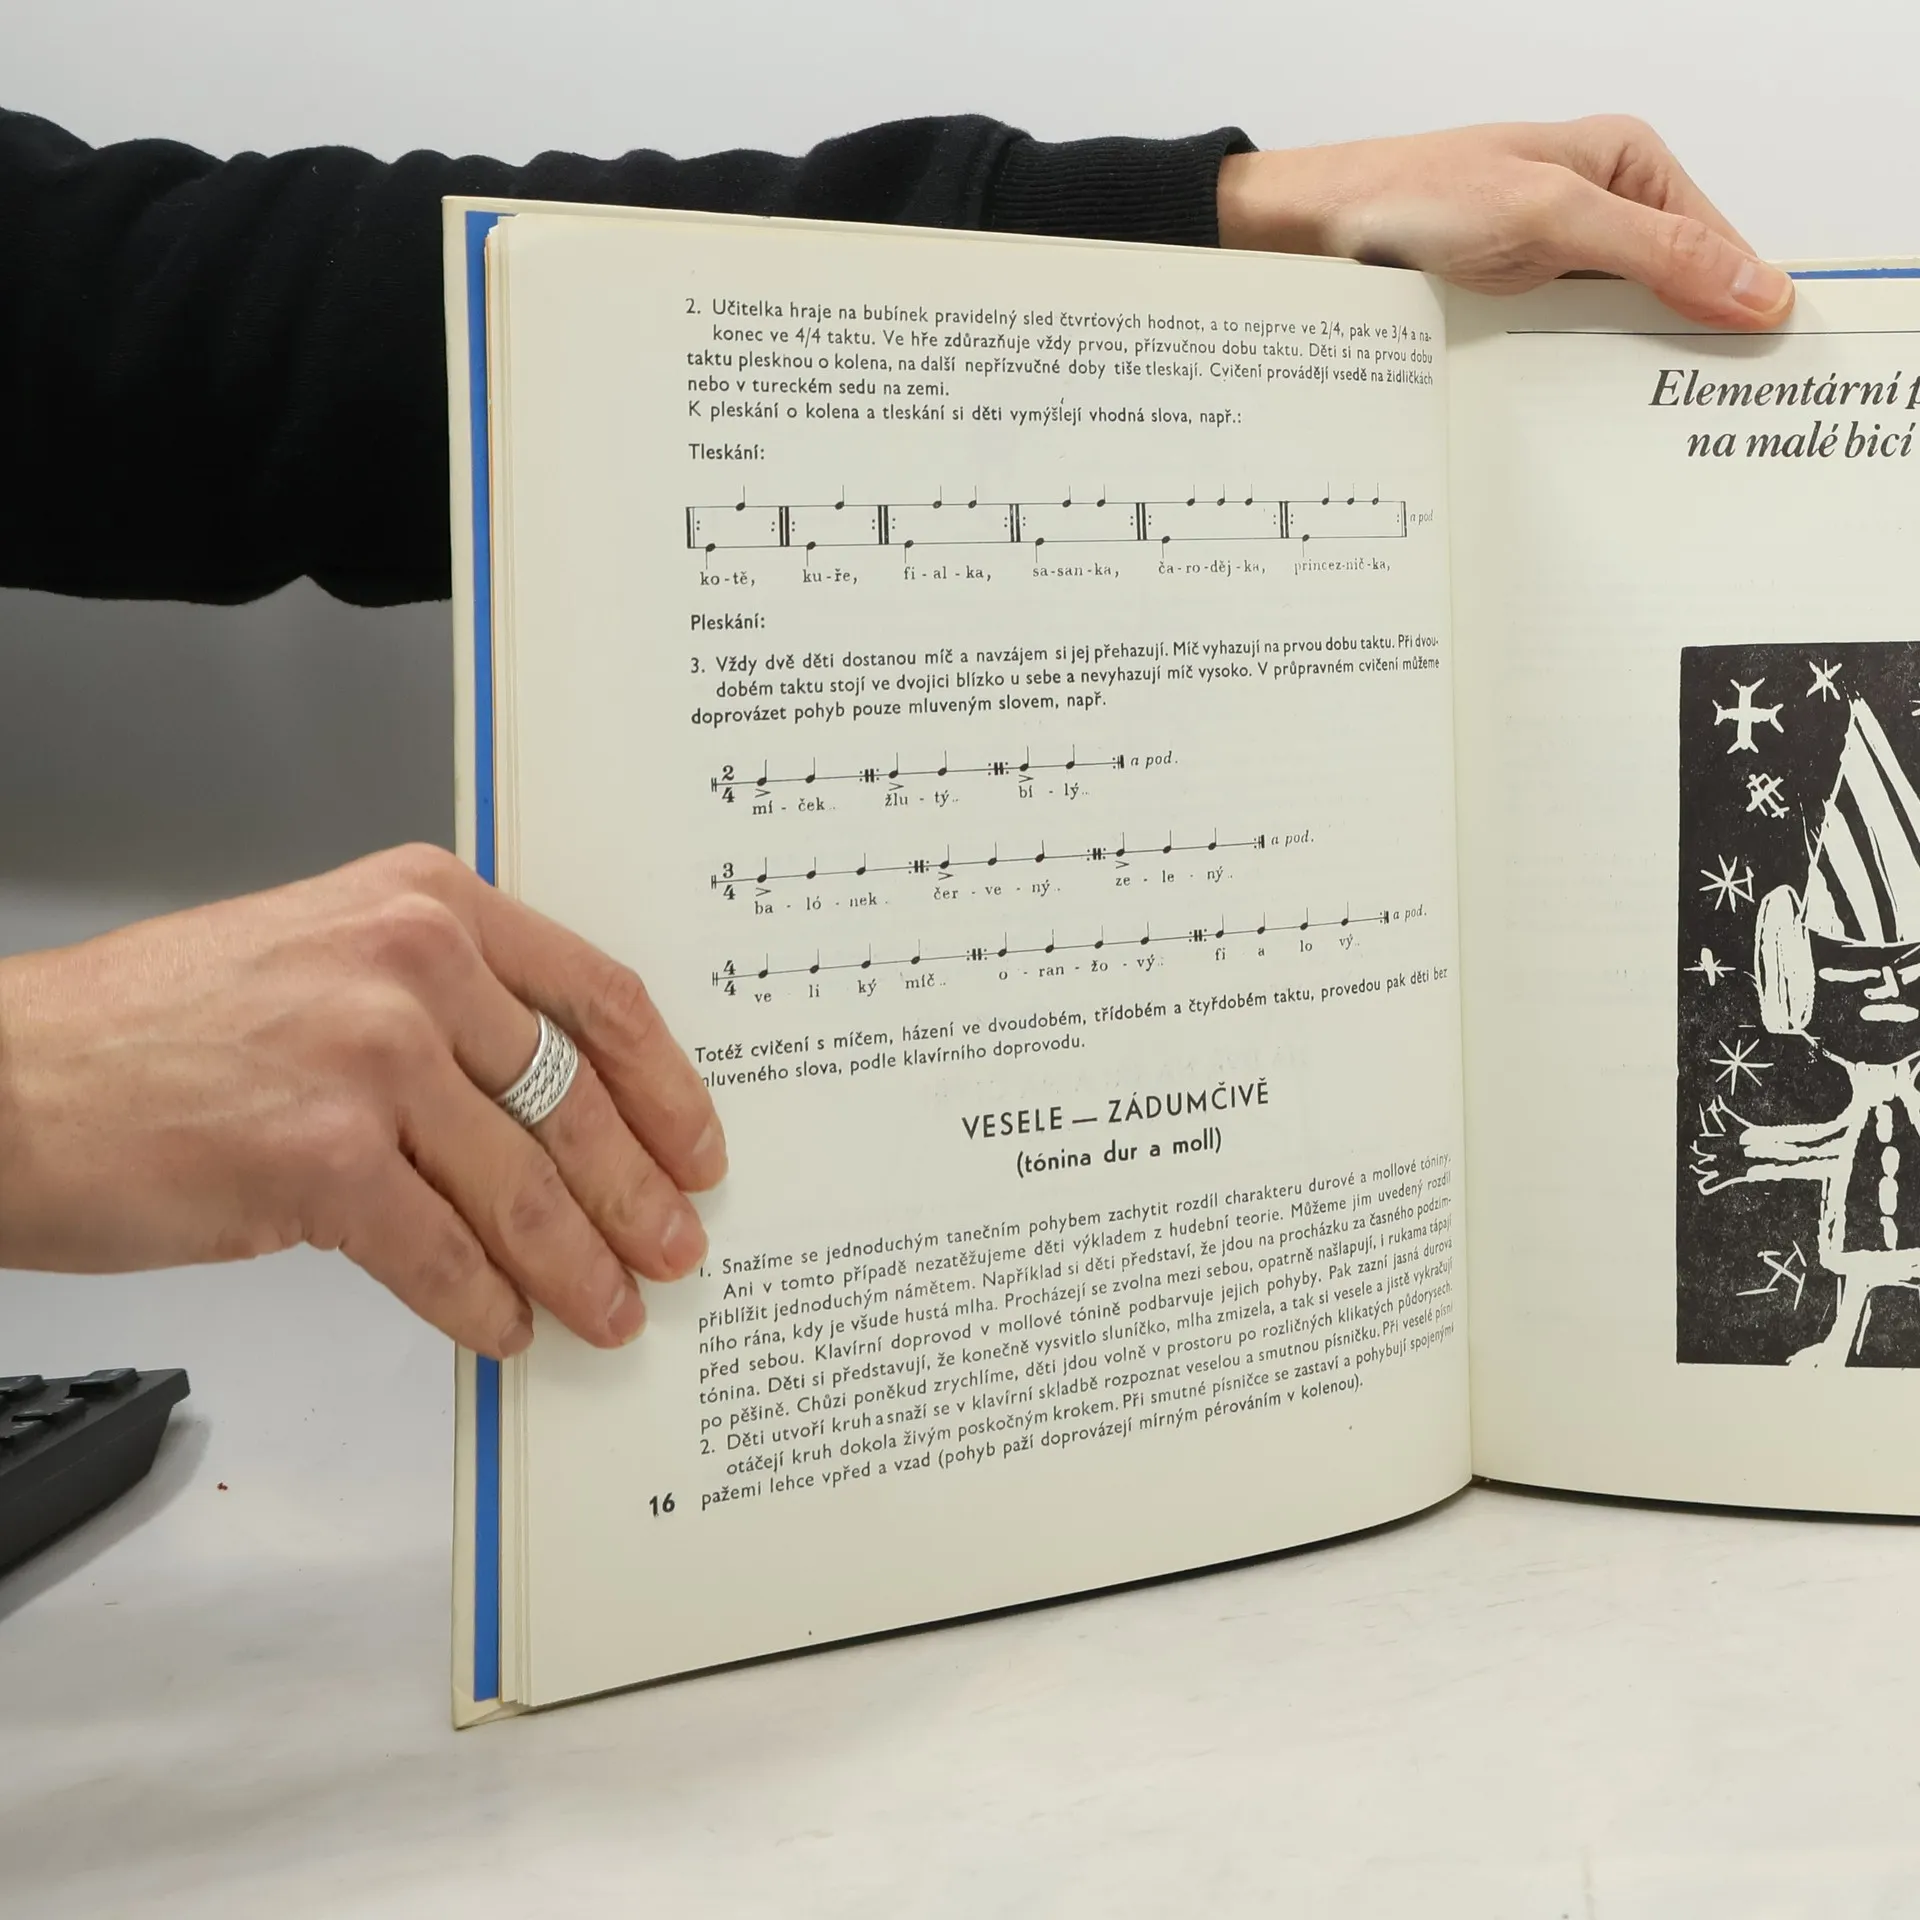 2. Učitelka hraje na bubínek pravidelný sled čtvrťových hodnot, a to nejprve ve 2/4, pak ve 3/4 a na-
konec ve 4/4 taktu. Ve hře zdůrazňuje vždy prvou, přízvučnou dobu taktu. Děti si na prvou dobu
taktu plesknou o kolena, na další nepřízvučné doby tiše tleskají. Cvičení provádějí vsedě na židličkách
nebo v tureckém sedu na zemi.
K pleskání o kolena a tleskání si děti vymýšlejí vhodná slova, např.:
Tleskání:
a pod
ko-tě, ku-ře, fi-al-ka, sa-san-ka, ča-ro-děj-ka, princez-nič-ka,
Pleskání:
3. Vždy dvě děti dostanou míč a navzájem si jej přehazují. Míč vyhazují na prvou dobu taktu. Při dvou-
dobém taktu stojí ve dvojici blízko u sebe a nevyhazují míč vysoko. V průpravném cvičení můžeme
doprovázet pohyb pouze mluveným slovem, např.
2/4 a pod.
mí - ček.. žlu - tý.. bí - lý..
3/4 a pod.
ba - ló - nek . čer - ve - ný . ze - le - ný .
4/4 a pod.
ve li ký míč .. o - ran - žo - vý.. fi a lo vý..
Totéž cvičení s míčem, házení ve dvoudobém, třídobém a čtyřdobém taktu, provedou pak děti bez
mluveného slova, podle klavírního doprovodu.
VESELE — ZÁDUMČIVĚ
(tónina dur a moll)
1. Snažíme se jednoduchým tanečním pohybem zachytit rozdíl charakteru durové a mollové tóniny.
Ani v tomto případě nezatěžujeme děti výkladem z hudební teorie. Můžeme jim uvedený rozdíl
přiblížit jednoduchým námětem. Například si děti představí, že jdou na procházku za časného podzim-
ního rána, kdy je všude hustá mlha. Procházejí se zvolna mezi sebou, opatrně našlapují, i rukama tápají
před sebou. Klavírní doprovod v mollové tónině podbarvuje jejich pohyby. Pak zazní jasná durová
tónina. Děti si představují, že konečně vysvitlo sluníčko, mlha zmizela, a tak si vesele a jistě vykračují
po pěšině. Chůzi poněkud zrychlíme, děti jdou volně v prostoru po rozličných klikatých půdorysech.
2. Děti utvoří kruh a snaží se v klavírní skladbě rozpoznat veselou a smutnou písničku. Při veselé písni
otáčejí kruh dokola živým poskočným krokem. Při smutné písničce se zastaví a pohybují spojenými
pažemi lehce vpřed a vzad (pohyb paží doprovázejí mírným pérováním v kolenou).
16
Elementární
na malé bicí